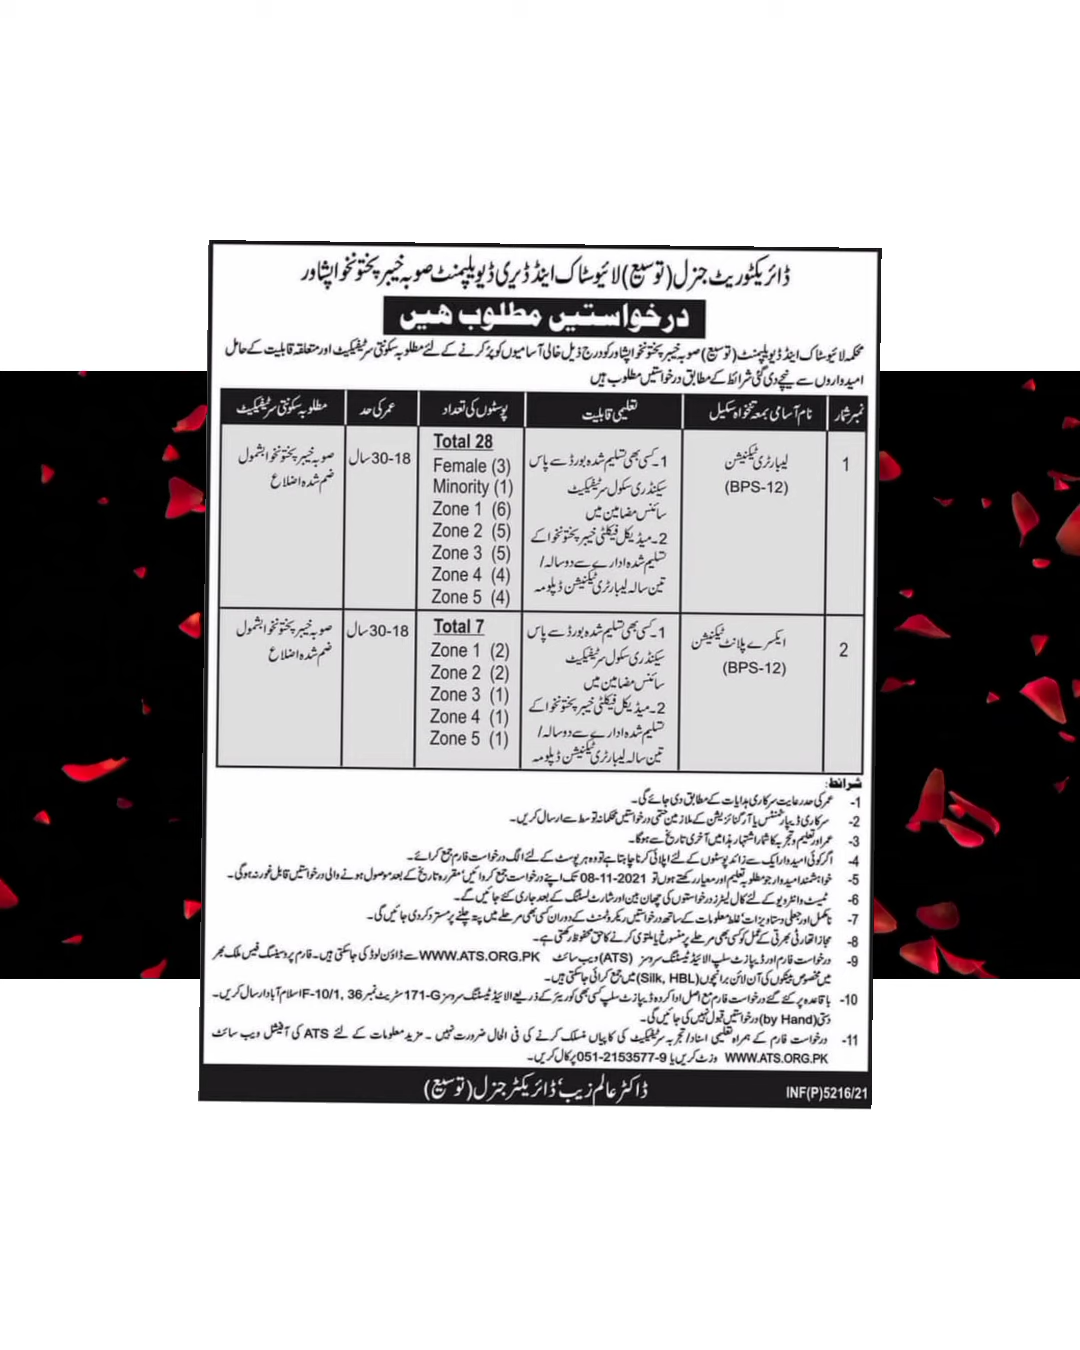 ڈائریکٹوریٹ جنرل (توسیع) لائیوسٹاک اینڈ ڈیری ڈیویلپمنٹ صوبہ خیبر پختونخوا پشاور
درخواستیں مطلوب ھیں
محکمہ لائیوسٹاک اینڈ ڈیویلپمنٹ (توسیع) صوبہ خیبر پختونخوا پشاور کو درج ذیل خالی آسامیوں کو پُر کرنے کے لئے مطلوبہ سکونتی سرٹیفیکیٹ اور متعلقہ قابلیت کے حامل
امیدواروں سے نیچے دی گئی شرائط کے مطابق درخواستیں مطلوب ہیں
نمبر شمار نام آسامی بمعہ تنخواہ سکیل تعلیمی قابلیت پوسٹوں کی تعداد عمر کی حد مطلوبہ سکونتی سرٹیفیکیٹ
1
لیبارٹری ٹیکنیشن
(BPS-12)
1۔ کسی بھی تسلیم شدہ بورڈ سے پاس
سیکنڈری سکول سرٹیفیکیٹ
سائنس مضامین میں
2۔ میڈیکل فیکلٹی خیبر پختونخوا کے
تسلیم شدہ ادارے سے دو سالہ/
تین سالہ لیبارٹری ٹیکنیشن ڈپلومہ
Total 28
Female (3)
Minority (1)
Zone 1 (6)
Zone 2 (5)
Zone 3 (5)
Zone 4 (4)
Zone 5 (4)
18-30 سال
صوبہ خیبر پختونخوا بشمول
ضم شدہ اضلاع
2
ایکسرے پلانٹ ٹیکنیشن
(BPS-12)
1۔ کسی بھی تسلیم شدہ بورڈ سے پاس
سیکنڈری سکول سرٹیفیکیٹ
سائنس مضامین میں
2۔ میڈیکل فیکلٹی خیبر پختونخوا کے
تسلیم شدہ ادارے سے دو سالہ/
تین سالہ لیبارٹری ٹیکنیشن ڈپلومہ
Total 7
Zone 1 (2)
Zone 2 (2)
Zone 3 (1)
Zone 4 (1)
Zone 5 (1)
18-30 سال
صوبہ خیبر پختونخوا بشمول
ضم شدہ اضلاع
شرائط:
1- عمر کی حد رعایت سرکاری ہدایات کے مطابق دی جائے گی۔
2- سرکاری ڈیپارٹمنٹس یا آرگنائزیشن کے ملازمین حتمی درخواستیں محکمانہ توسط سے ارسال کریں۔
3- عمر اور تعلیم و تجربہ کا شمار اشتہار ہذا میں آخری تاریخ سے ہوگا۔
4- اگر کوئی امیدوار ایک سے زائد پوسٹوں کے لئے اپلائی کرنا چاہتا ہے تو وہ ہر پوسٹ کے لئے الگ درخواست فارم جمع کرائے۔
5- خواہشمند امیدوار جو مطلوبہ تعلیم اور معیار رکھتے ہوں تو 08-11-2021 تک اپنے درخواست جمع کروائیں' مقررہ تاریخ کے بعد موصول ہونے والی درخواستیں قابل غور نہ ہوگی۔
6- ٹیسٹ و انٹرویو کے لئے کال لیٹرز درخواستوں کی چھان بین اور شارٹ لسٹنگ کے بعد جاری کئے جائیں گے۔
7- نامکمل اور جعلی دستاویزات' غلط معلومات کے ساتھ درخواستیں ریکروٹمنٹ کے دوران کسی بھی مرحلے میں پتہ چلنے پر مسترد کر دی جائیں گی۔
8- مجاز اتھارٹی بھرتی کے عمل کو کسی بھی مرحلے پر منسوخ یا ملتوی کرنے کا حق محفوظ رکھتی ہے۔
9- درخواست فارم اور ڈیپازٹ سلپ الائیڈ ٹیسٹنگ سروسز (ATS) ویب سائٹ WWW.ATS.ORG.PK سے ڈاؤن لوڈ کی جاسکتی ہیں۔ فارم پروسیسنگ فیس ملک بھر
میں مخصوص بینکوں کی آن لائن برانچوں (Silk, HBL) میں جمع کرائی جاسکتی ہیں۔
10- باقاعدہ پر کئے گئے درخواست فارم مع اصل ادا کردہ ڈیپازٹ سلپ کسی بھی کوریئر کے ذریعے الائیڈ ٹیسٹنگ سروسز 171-G سٹریٹ نمبر 36, F-10/1 اسلام آباد ارسال کریں۔
دستی (by Hand) درخواستیں قبول نہیں کی جائیں گی۔
11- درخواست فارم کے ہمراہ تعلیمی اسناد/تجربہ سرٹیفکیٹ کی کاپیاں منسلک کرنے کی فی الحال ضرورت نہیں۔ مزید معلومات کے لئے ATS کی آفیشل ویب سائٹ
WWW.ATS.ORG.PK وزٹ کریں یا 051-2153577-9 پر کال کریں۔
ڈاکٹر عالم زیب' ڈائریکٹر جنرل (توسیع)
INF(P)5216/21